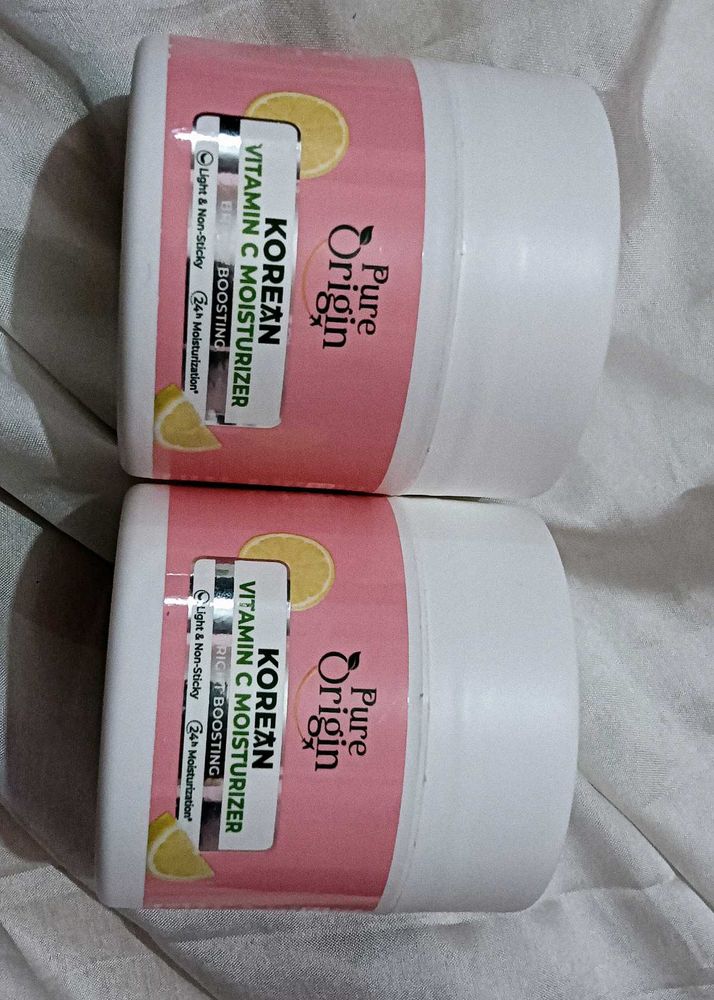 Pure
Origin
KOREAN
VITAMIN C MOISTURIZER
BOOSTING
Light & Non-Sticky
24h Moisturization*
Pure
Origin
KOREAN
VITAMIN C MOISTURIZER
BRIGHT BOOSTING
Light & Non-Sticky
24h Moisturization*